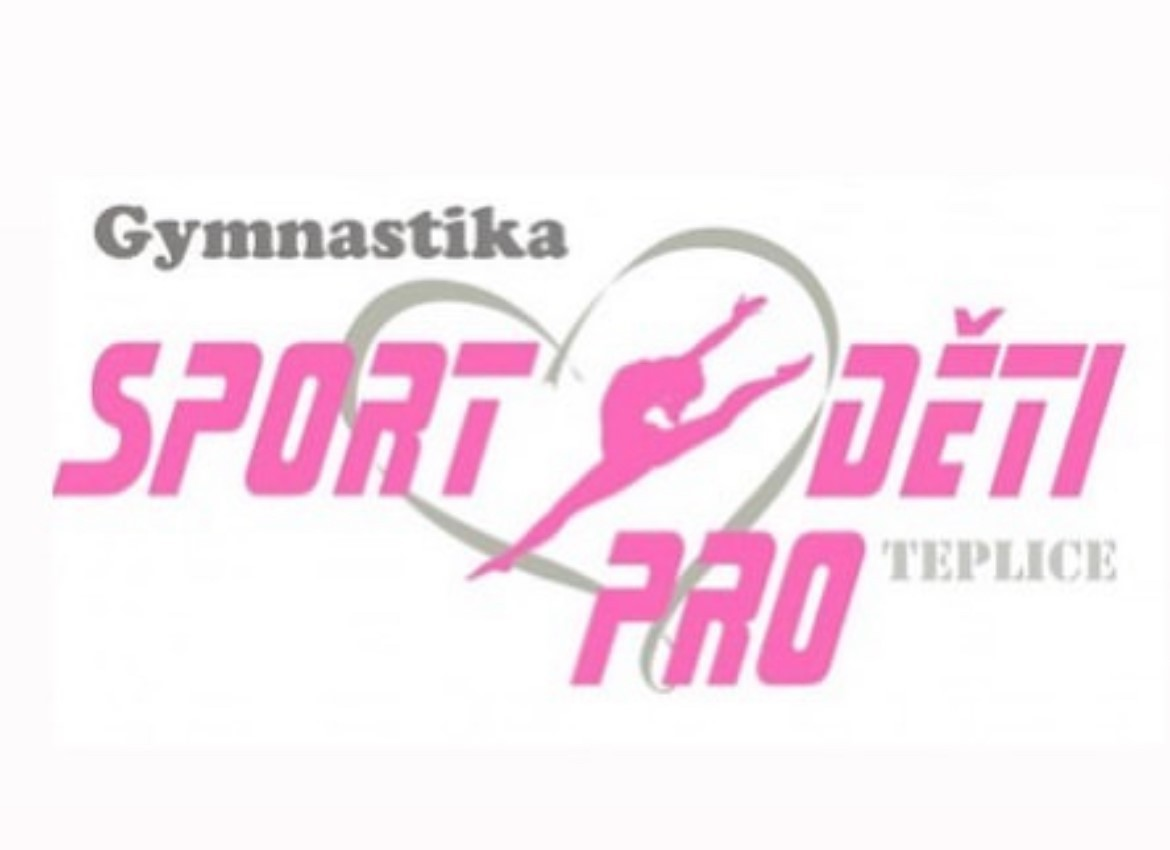 Gymnastika
SPORT DĚTI
PRO TEPLICE